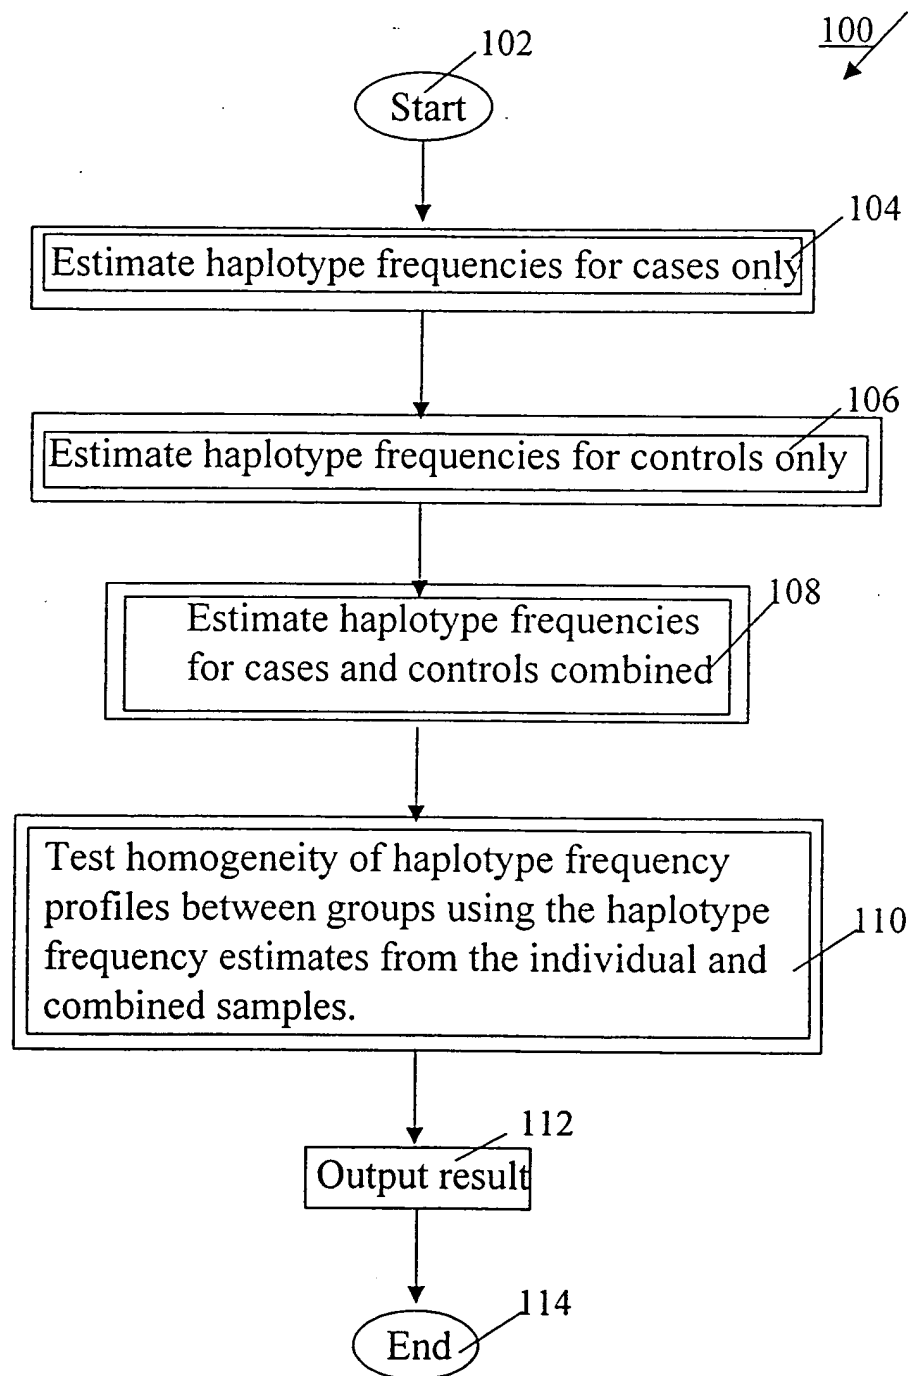 100
102
Start
104
Estimate haplotype frequencies for cases only
106
Estimate haplotype frequencies for controls only
108
Estimate haplotype frequencies
for cases and controls combined
Test homogeneity of haplotype frequency
profiles between groups using the haplotype
frequency estimates from the individual and
combined samples.
110
112
Output result
114
End